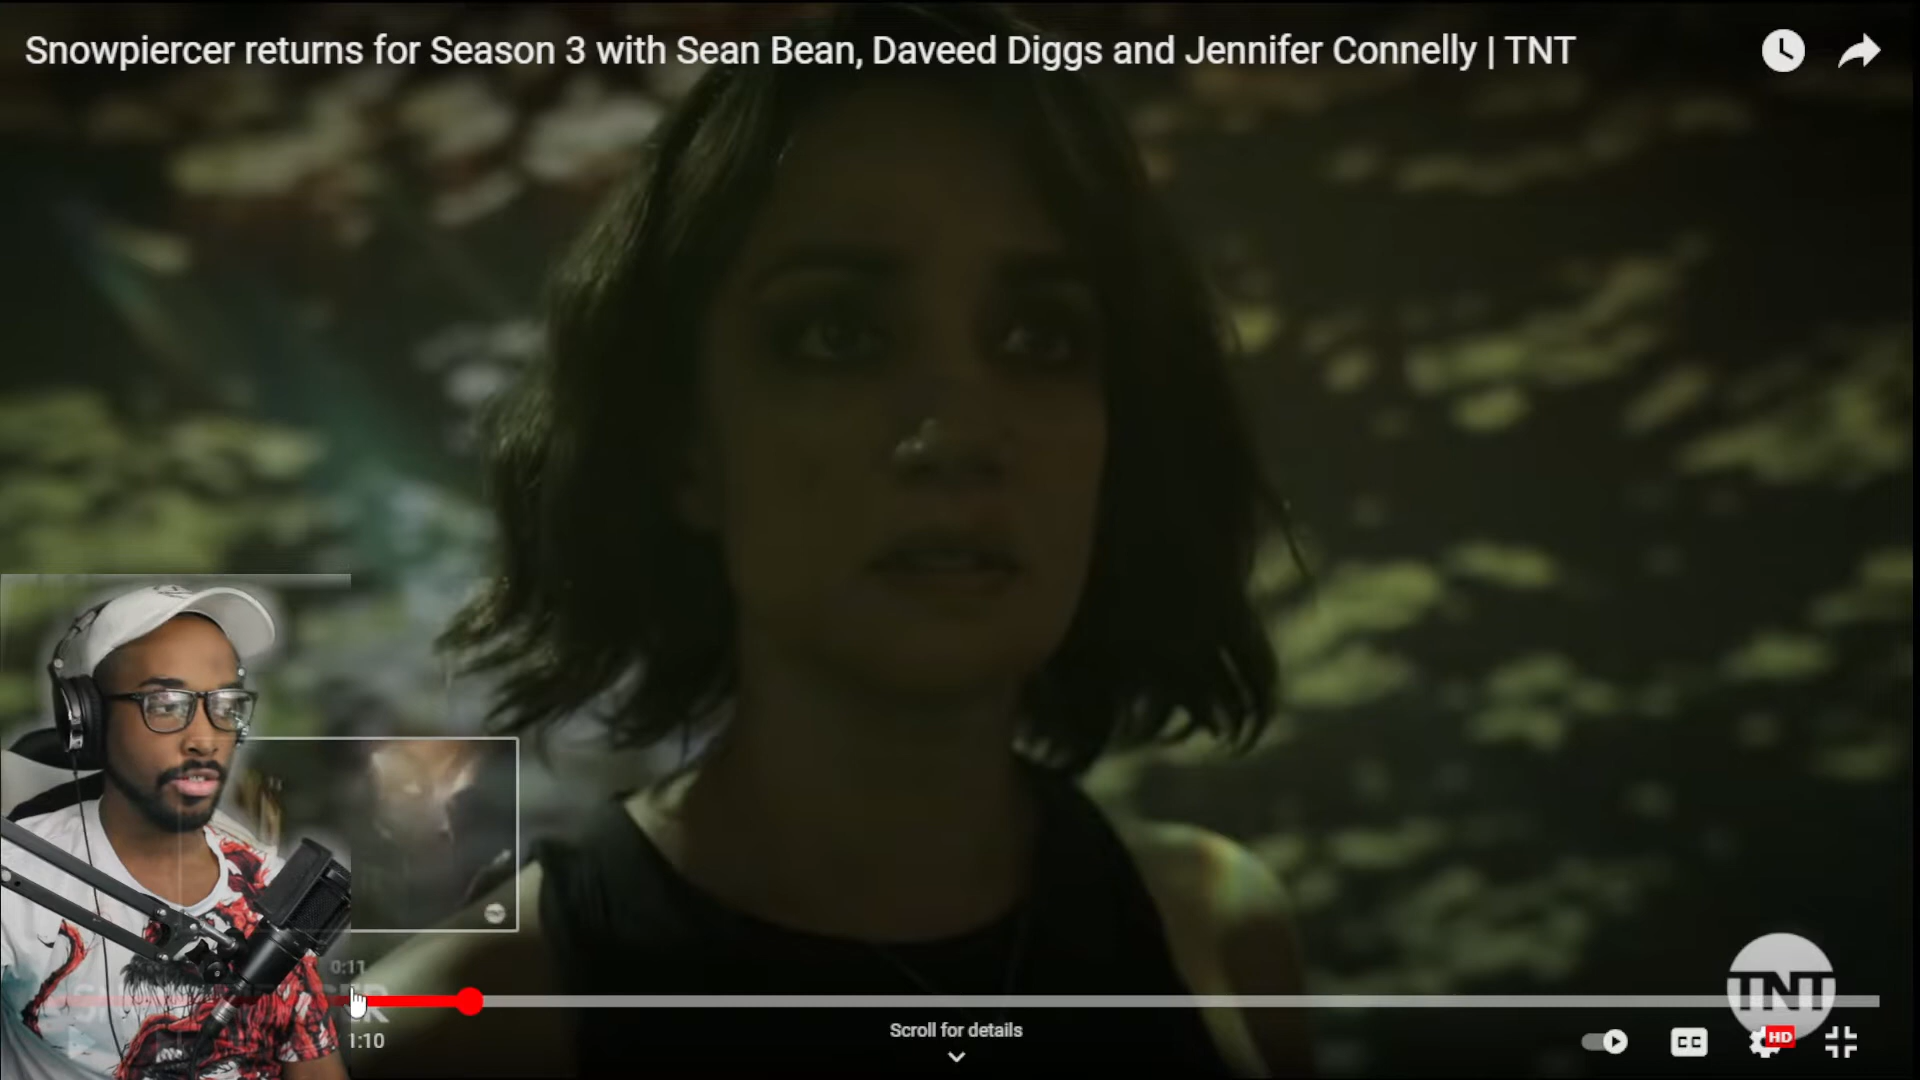 Snowpiercer returns for Season 3 with Sean Bean, Daveed Diggs and Jennifer Connelly | TNT
0:11
1:10
Scroll for details
TNT
CC
HD